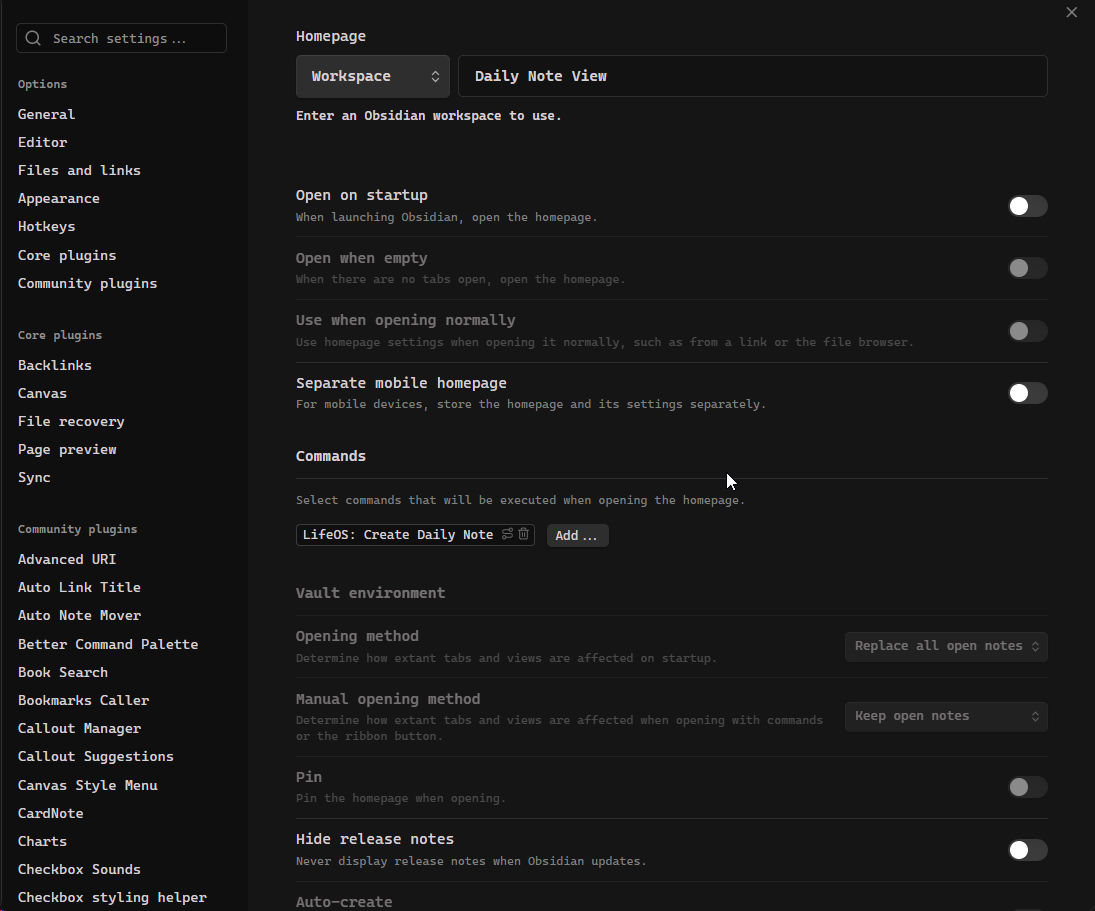 Search settings...
Options
General
Editor
Files and links
Appearance
Hotkeys
Core plugins
Community plugins
Core plugins
Backlinks
Canvas
File recovery
Page preview
Sync
Community plugins
Advanced URI
Auto Link Title
Auto Note Mover
Better Command Palette
Book Search
Bookmarks Caller
Callout Manager
Callout Suggestions
Canvas Style Menu
CardNote
Charts
Checkbox Sounds
Checkbox styling helper
Homepage
Workspace
Daily Note View
Enter an Obsidian workspace to use.
Open on startup
When launching Obsidian, open the homepage.
Open when empty
When there are no tabs open, open the homepage.
Use when opening normally
Use homepage settings when opening it normally, such as from a link or the file browser.
Separate mobile homepage
For mobile devices, store the homepage and its settings separately.
Commands
Select commands that will be executed when opening the homepage.
LifeOS: Create Daily Note
Add...
Vault environment
Opening method
Determine how extant tabs and views are affected on startup.
Replace all open notes
Manual opening method
Determine how extant tabs and views are affected when opening with commands
or the ribbon button.
Keep open notes
Pin
Pin the homepage when opening.
Hide release notes
Never display release notes when Obsidian updates.
Auto-create